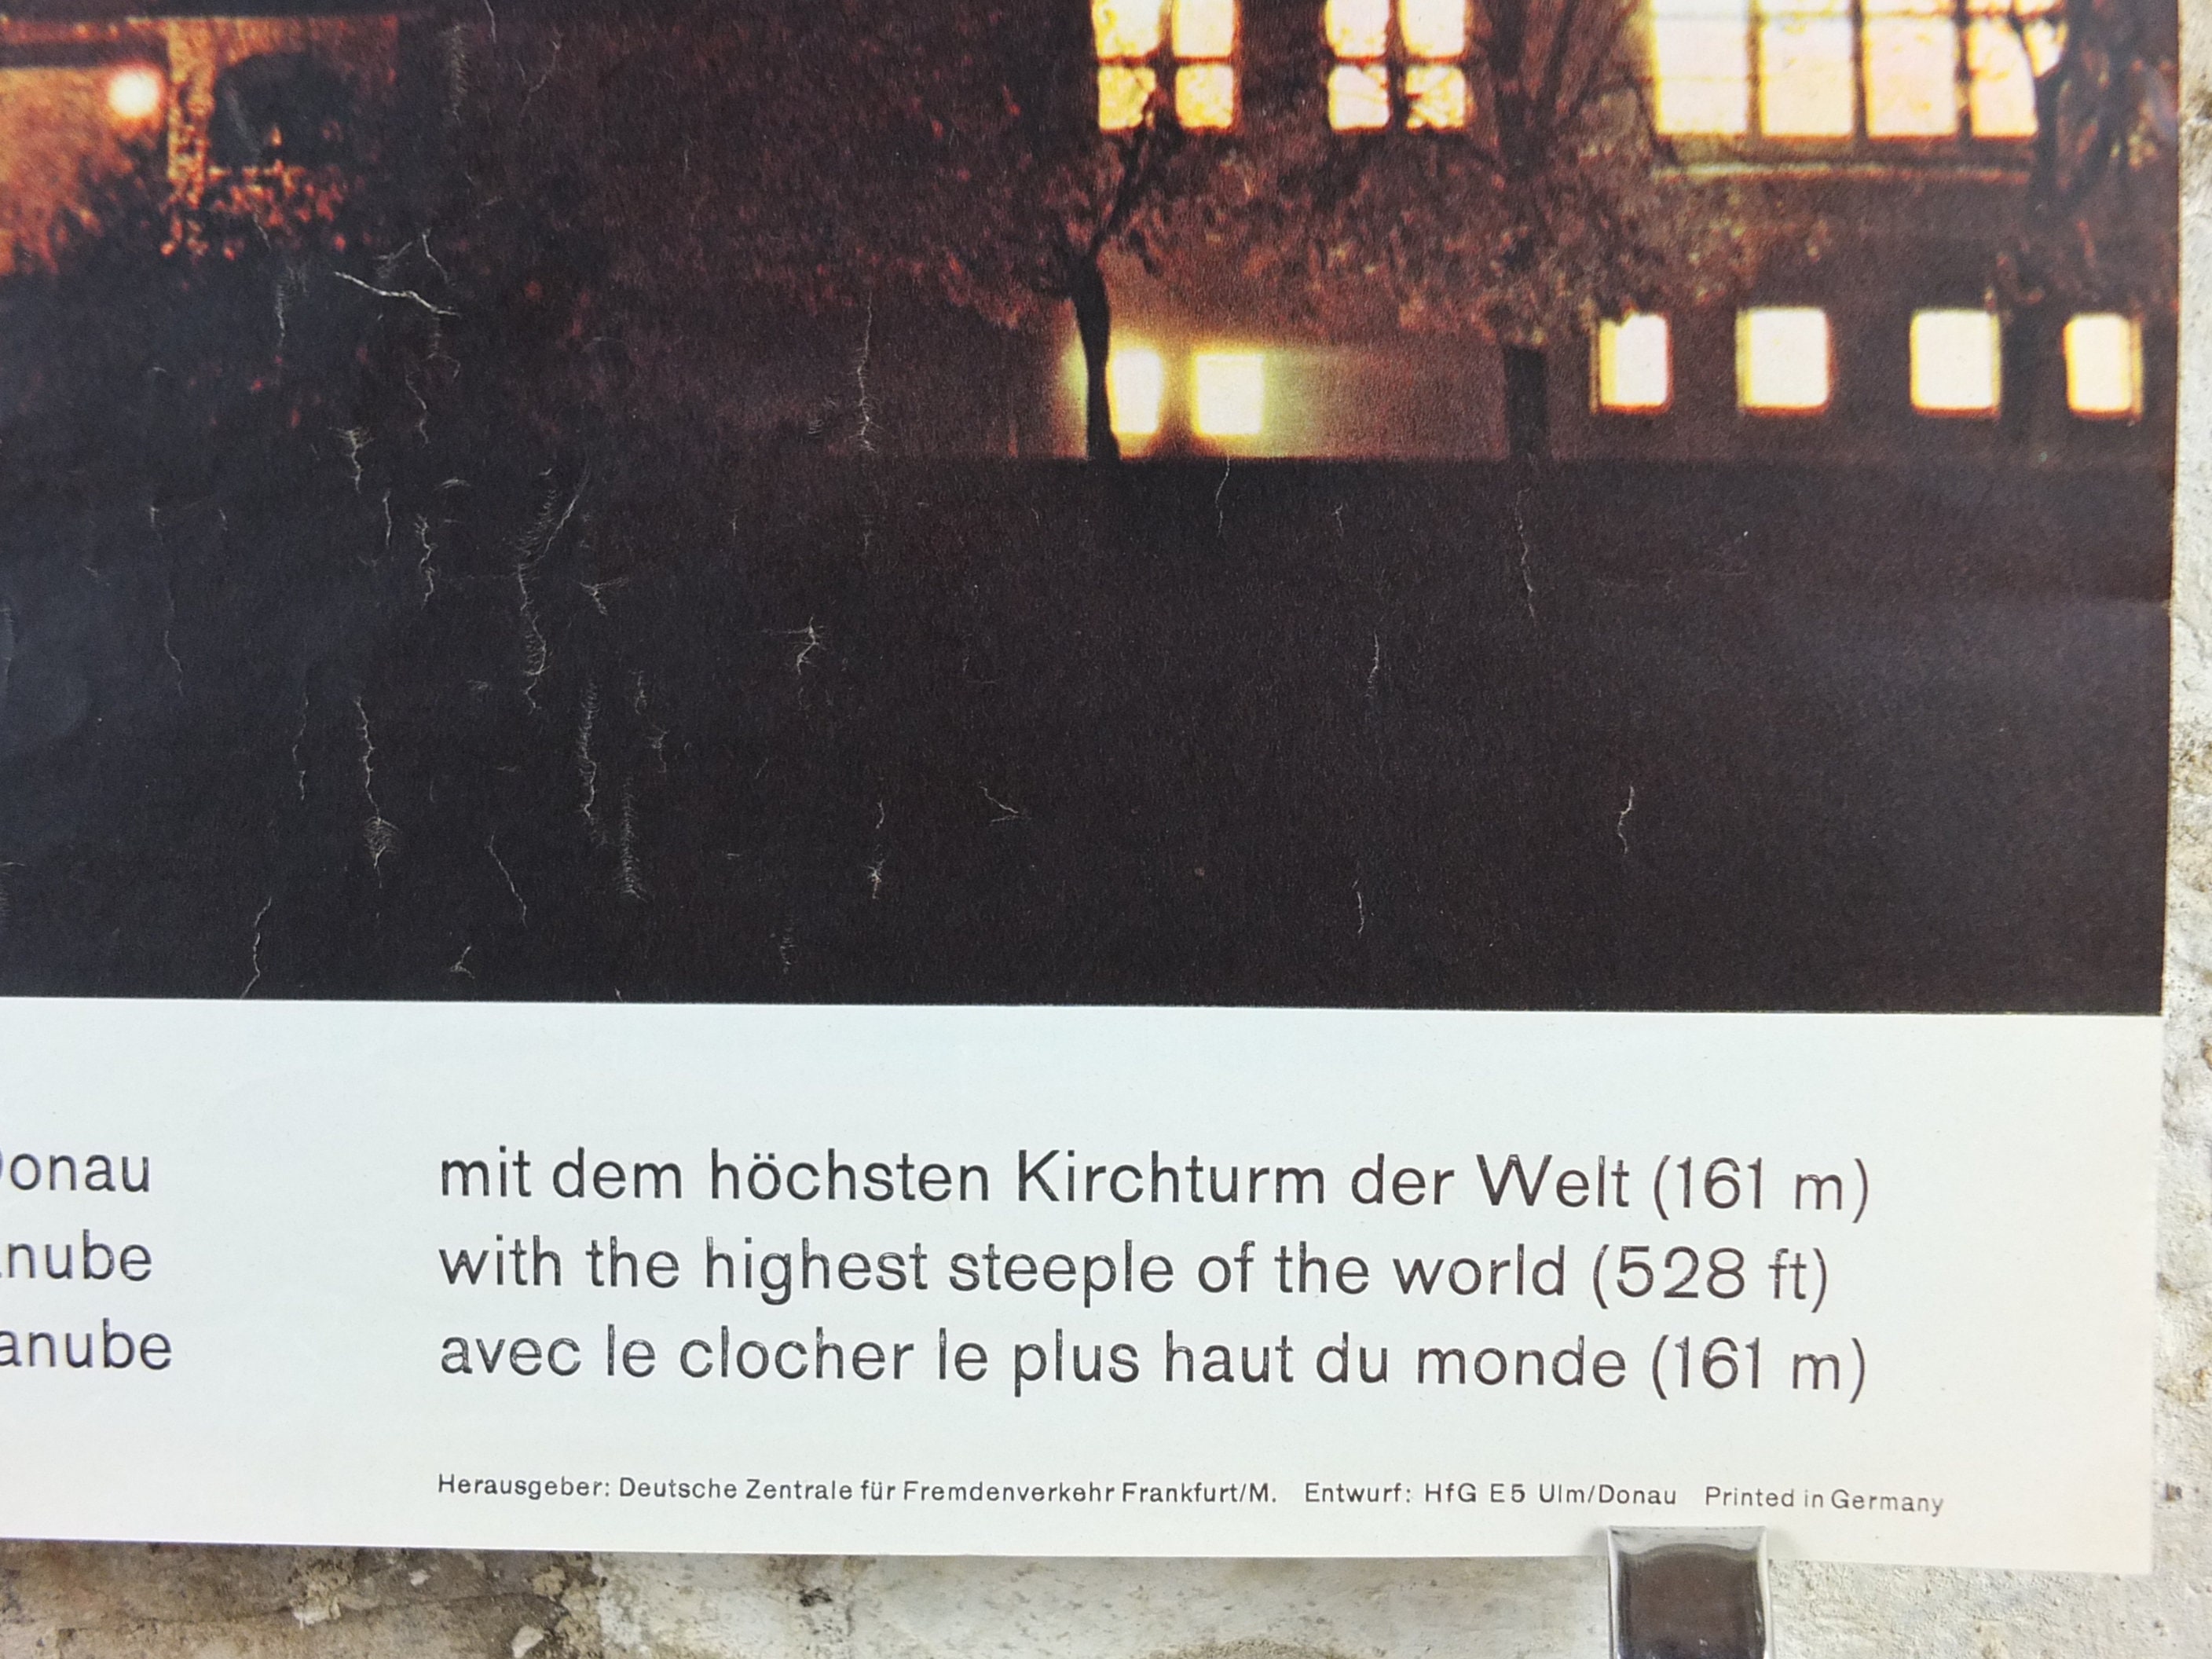 Donau mit dem höchsten Kirchturm der Welt (161 m)
anube with the highest steeple of the world (528 ft)
anube avec le clocher le plus haut du monde (161 m)
Herausgeber: Deutsche Zentrale für Fremdenverkehr Frankfurt/M. Entwurf: HfG E5 Ulm/Donau Printed in Germany